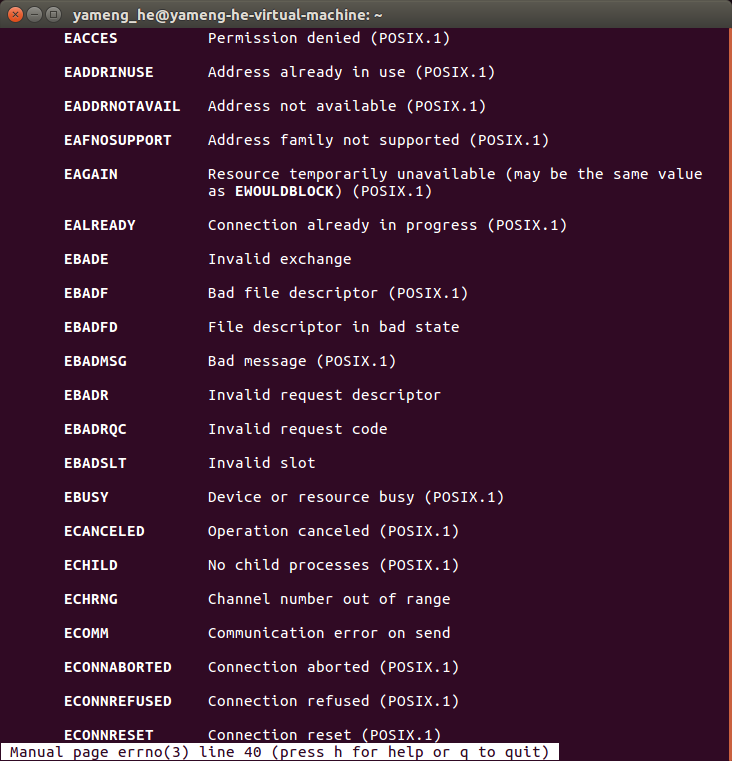 yameng_he@yameng-he-virtual-machine: ~
EACCES Permission denied (POSIX.1)
EADDRINUSE Address already in use (POSIX.1)
EADDRNOTAVAIL Address not available (POSIX.1)
EAFNOSUPPORT Address family not supported (POSIX.1)
EAGAIN Resource temporarily unavailable (may be the same value
as EWOULDBLOCK) (POSIX.1)
EALREADY Connection already in progress (POSIX.1)
EBADE Invalid exchange
EBADF Bad file descriptor (POSIX.1)
EBADFD File descriptor in bad state
EBADMSG Bad message (POSIX.1)
EBADR Invalid request descriptor
EBADRQC Invalid request code
EBADSLT Invalid slot
EBUSY Device or resource busy (POSIX.1)
ECANCELED Operation canceled (POSIX.1)
ECHILD No child processes (POSIX.1)
ECHRNG Channel number out of range
ECOMM Communication error on send
ECONNABORTED Connection aborted (POSIX.1)
ECONNREFUSED Connection refused (POSIX.1)
ECONNRESET Connection reset (POSIX.1)
Manual page errno(3) line 40 (press h for help or q to quit)